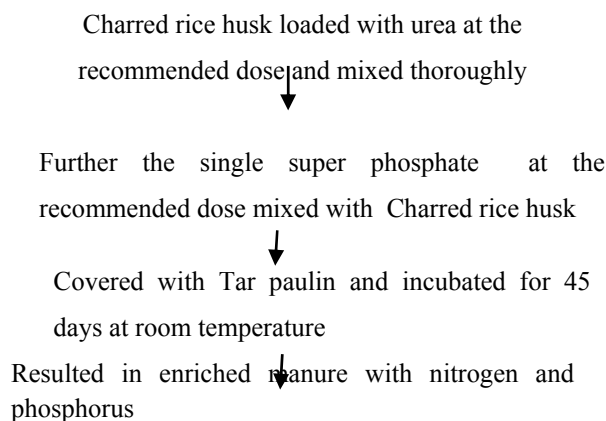 Charred rice husk loaded with urea at the
recommended dose and mixed thoroughly
Further the single super phosphate at the
recommended dose mixed with Charred rice husk
Covered with Tar paulin and incubated for 45
days at room temperature
Resulted in enriched manure with nitrogen and
phosphorus